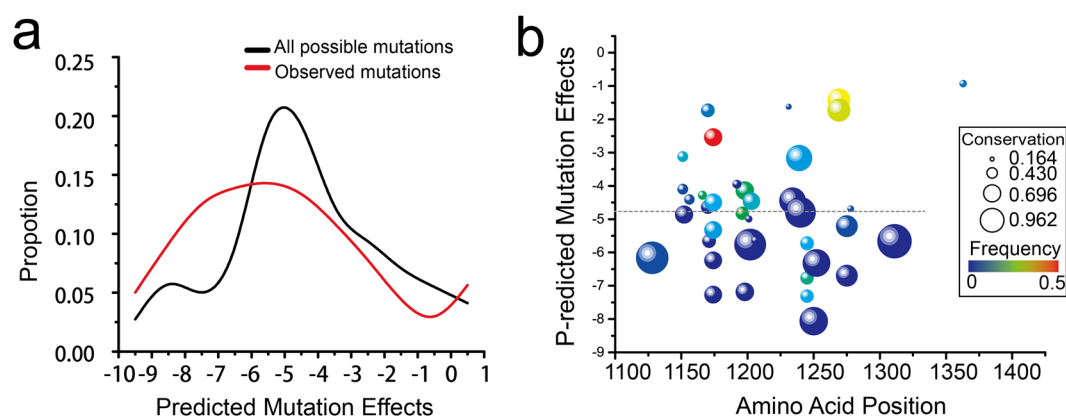 a
All possible mutations
Observed mutations
0.25
0.20
0.15
0.10
0.05
0.00
Propotion
-10 -9 -8 -7 -6 -5 -4 -3 -2 -1 0 1
Predicted Mutation Effects
b
0
-1
-2
-3
-4
-5
-6
-7
-8
-9
P-redicted Mutation Effects
1100 1150 1200 1250 1300 1350 1400
Amino Acid Position
Conservation
0.164
0.430
0.696
0.962
Frequency
0 0.5